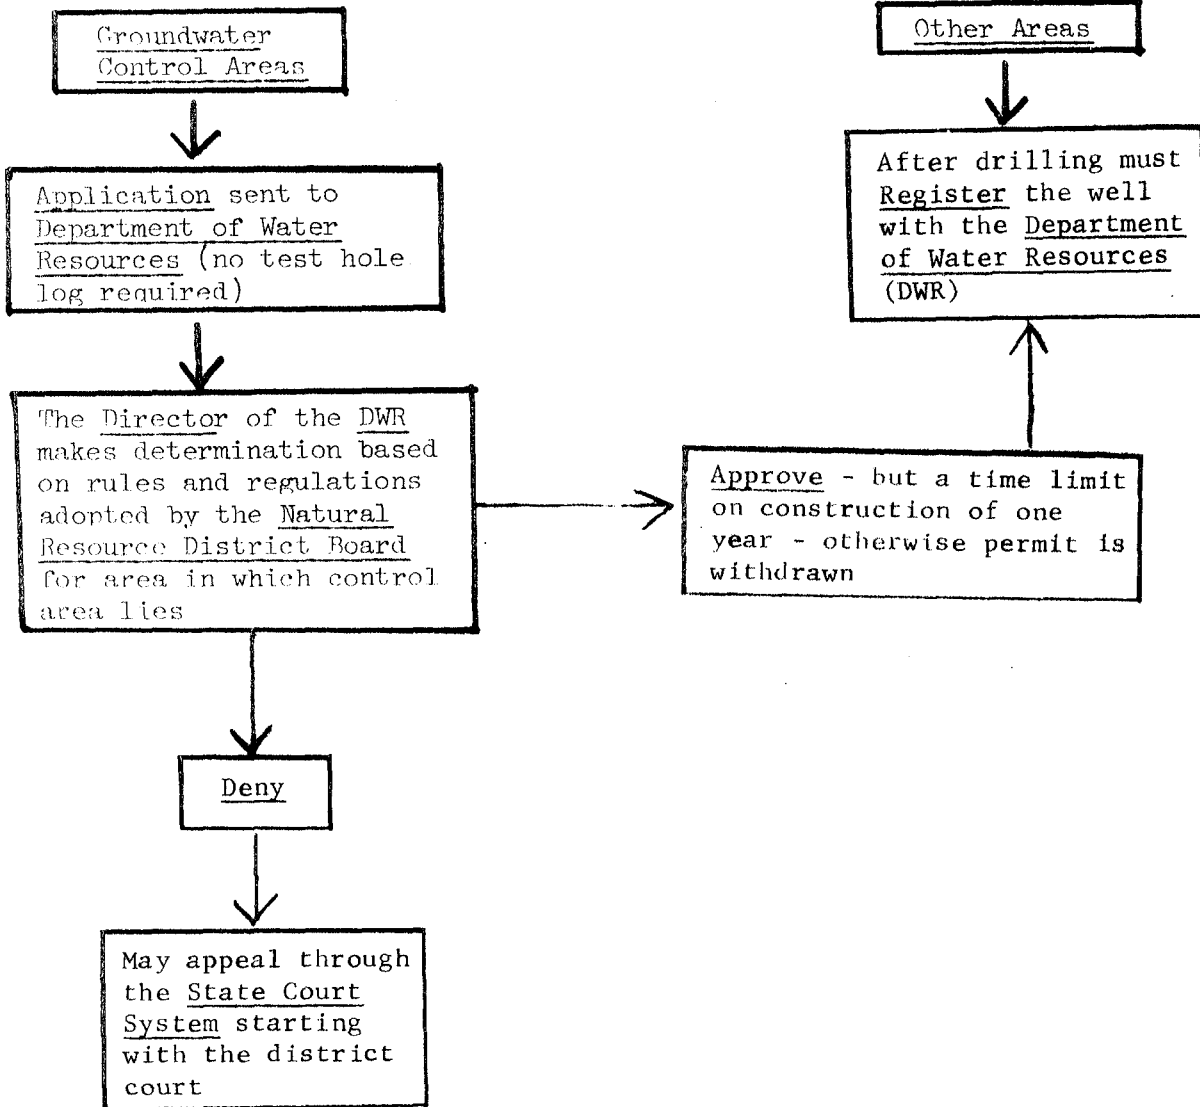 Groundwater
Control Areas
Other Areas
Application sent to
Department of Water
Resources (no test hole
log required)
After drilling must
Register the well
with the Department
of Water Resources
(DWR)
The Director of the DWR
makes determination based
on rules and regulations
adopted by the Natural
Resource District Board
for area in which control
area lies
Approve - but a time limit
on construction of one
year - otherwise permit is
withdrawn
Deny
May appeal through
the State Court
System starting
with the district
court